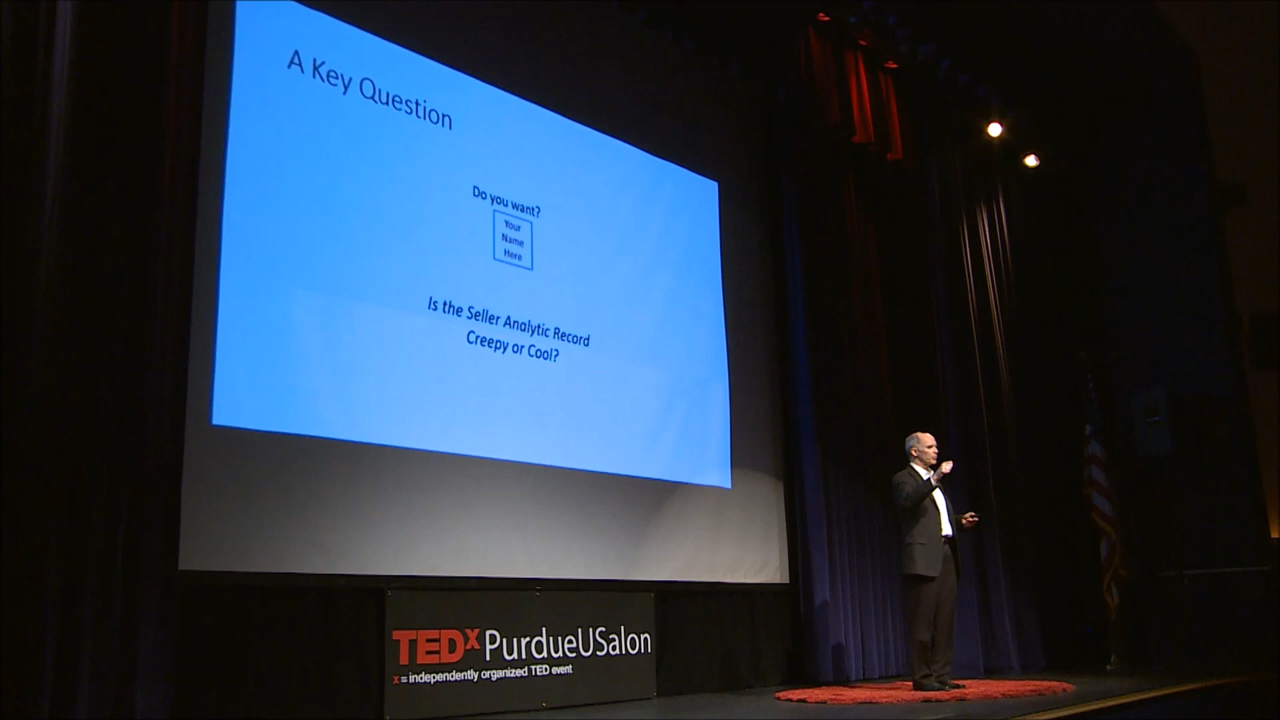 A Key Question
Do you want?
Your
Name
Here
Is the Seller Analytic Record
Creepy or Cool?
TEDx PurdueUSalon
x = independently organized TED event